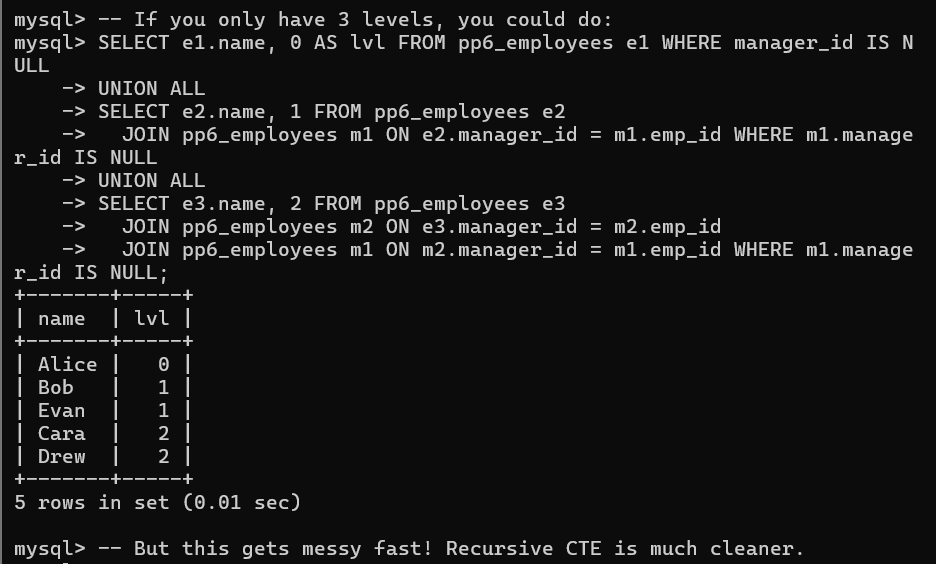 mysql> -- If you only have 3 levels, you could do:
mysql> SELECT e1.name, 0 AS lvl FROM pp6_employees e1 WHERE manager_id IS N
ULL
    -> UNION ALL
    -> SELECT e2.name, 1 FROM pp6_employees e2
    ->   JOIN pp6_employees m1 ON e2.manager_id = m1.emp_id WHERE m1.manage
r_id IS NULL
    -> UNION ALL
    -> SELECT e3.name, 2 FROM pp6_employees e3
    ->   JOIN pp6_employees m2 ON e3.manager_id = m2.emp_id
    ->   JOIN pp6_employees m1 ON m2.manager_id = m1.emp_id WHERE m1.manage
r_id IS NULL;
+-------+-----+
| name  | lvl |
+-------+-----+
| Alice |   0 |
| Bob   |   1 |
| Evan  |   1 |
| Cara  |   2 |
| Drew  |   2 |
+-------+-----+
5 rows in set (0.01 sec)

mysql> -- But this gets messy fast! Recursive CTE is much cleaner.